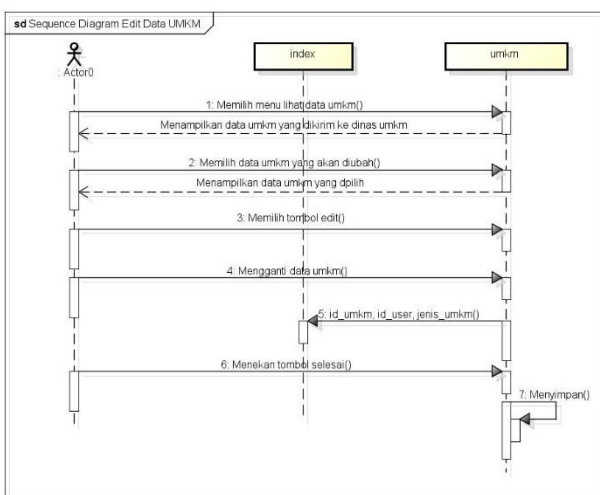 sd Sequence Diagram Edit Data UMKM
: Actor0
index
umkm
1: Memilih menu lihat data umkm()
Menampilkan data umkm yang dikirim ke dinas umkm
2: Memilih data umkm yang akan diubah()
Menampilkan data umkm yang dpilih
3: Memilih tombol edit()
4: Mengganti data umkm()
5: id_umkm, id_user, jenis_umkm()
6: Menekan tombol selesai()
7: Menyimpan()